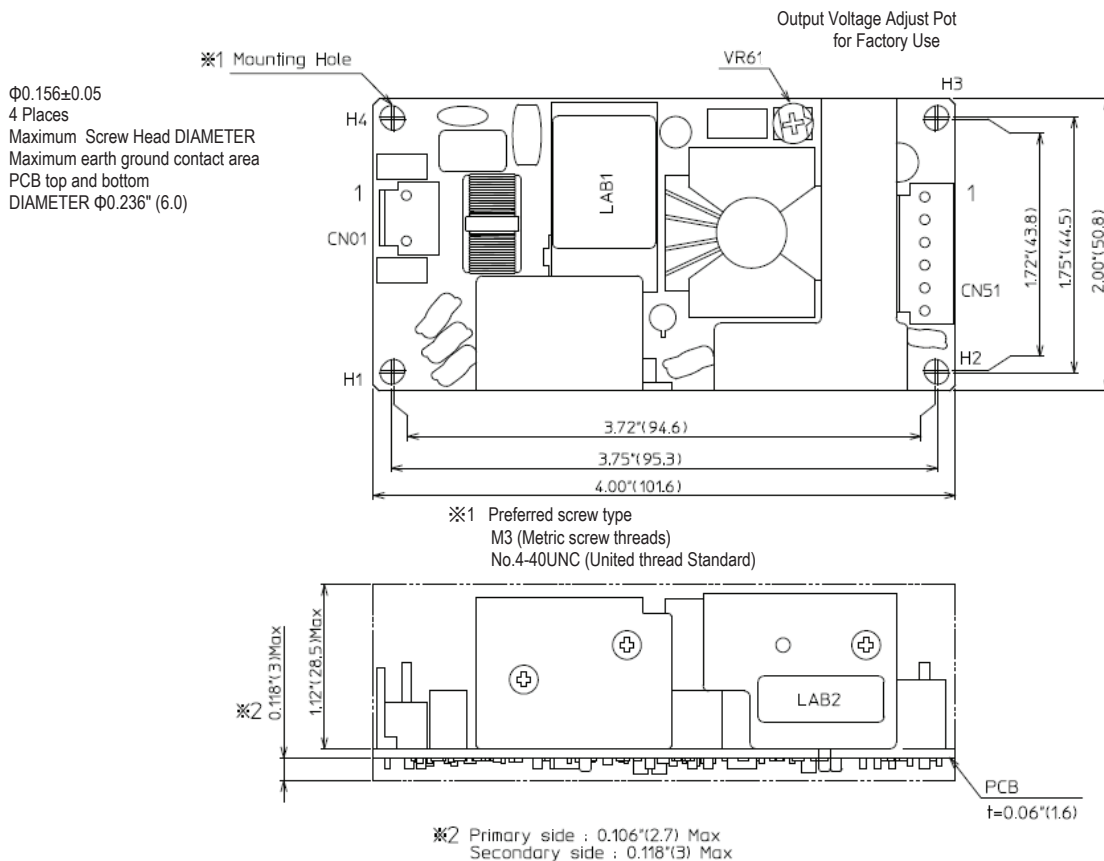 Output Voltage Adjust Pot
for Factory Use
※1 Mounting Hole
VR61
H3
Φ0.156±0.05
4 Places
Maximum Screw Head DIAMETER
Maximum earth ground contact area
PCB top and bottom
DIAMETER Φ0.236" (6.0)
H4
1
CN01
LAB1
1
CN51
1.72"(43.8)
1.75"(44.5)
2.00"(50.8)
H1
H2
3.72"(94.6)
3.75"(95.3)
4.00"(101.6)
※1 Preferred screw type
M3 (Metric screw threads)
No.4-40UNC (United thread Standard)
※2
0.118"(3)Max
1.12"(28.5)Max
LAB2
PCB
t=0.06"(1.6)
※2 Primary side : 0.106"(2.7) Max
Secondary side : 0.118"(3) Max